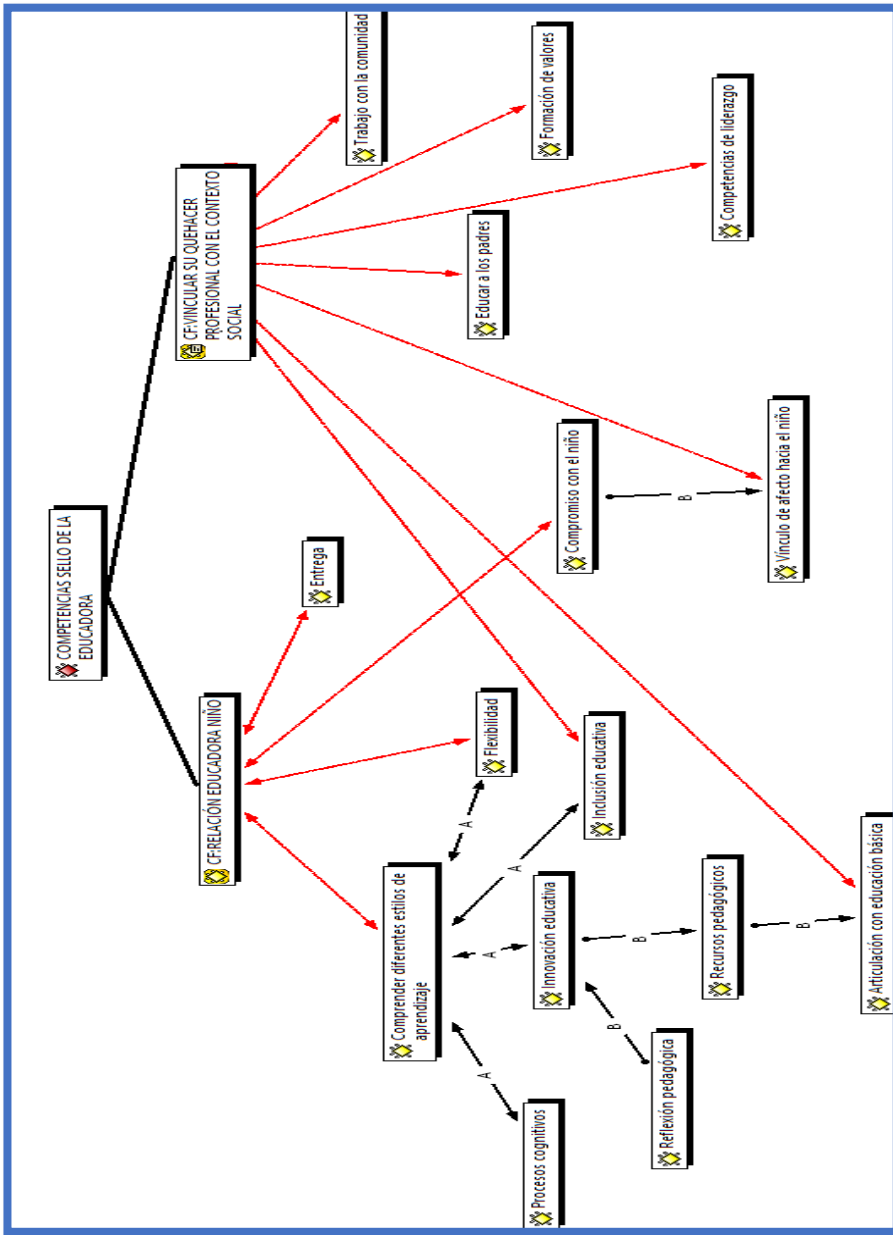 COMPETENCIAS SELLO DE LA
EDUCADORA
CF:RELACIÓN EDUCADORA NIÑO
CF:VINCULAR SU QUEHACER
PROFESIONAL CON EL CONTEXTO
SOCIAL
Entrega
Trabajo con la comunidad
Comprender diferentes estilos de
aprendizaje
Flexibilidad
Educar a los padres
Formación de valores
A
A
A
A
Procesos cognitivos
Innovación educativa
Inclusión educativa
Compromiso con el niño
B
B
B
Reflexión pedagógica
Recursos pedagógicos
Competencias de liderazgo
B
Vínculo de afecto hacia el niño
Articulación con educación básica